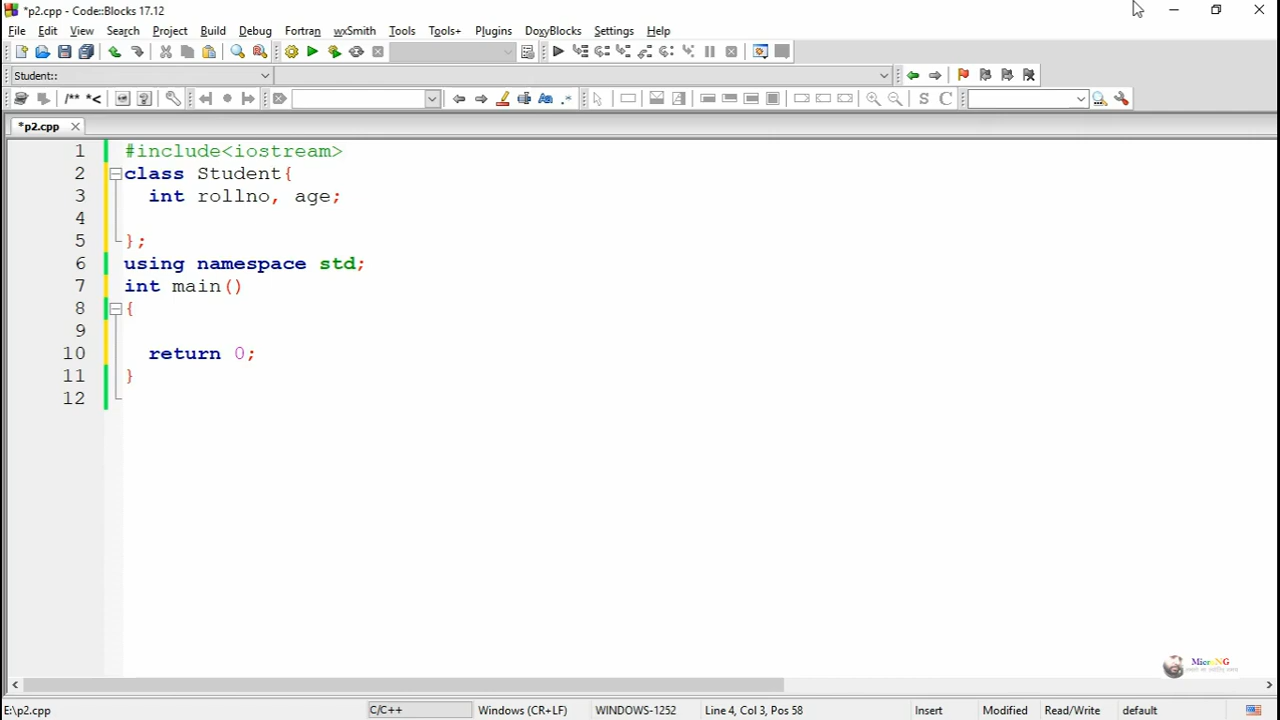 *p2.cpp - Code::Blocks 17.12
File Edit View Search Project Build Debug Fortran wxSmith Tools Tools+ Plugins DoxyBlocks Settings Help
Student::
/** *<
S C
*p2.cpp
1 #include<iostream>
2 class Student{
3 int rollno, age;
4
5 };
6 using namespace std;
7 int main()
8 {
9
10 return 0;
11 }
12
MicroNG
E:\p2.cpp C/C++ Windows (CR+LF) WINDOWS-1252 Line 4, Col 3, Pos 58 Insert Modified Read/Write default